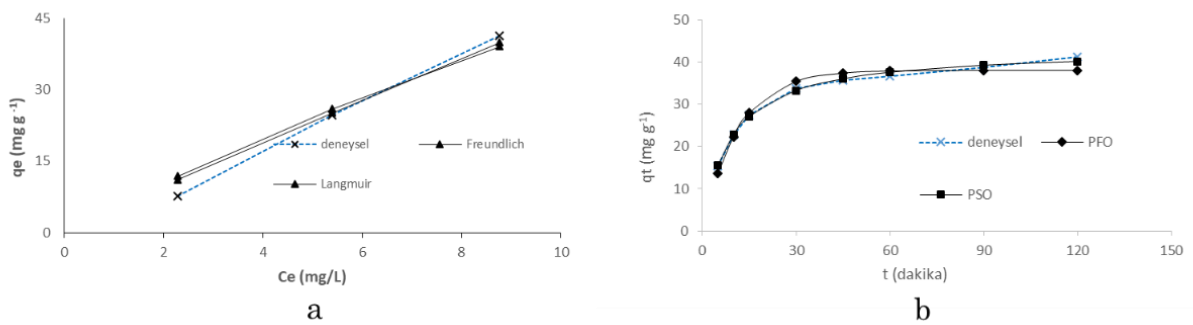 45
30
15
0
qe (mg g⁻¹)
deneysel
Freundlich
Langmuir
0 2 4 6 8 10
Ce (mg/L)
a
50
40
30
20
10
0
qt (mg g⁻¹)
deneysel
PFO
PSO
0 30 60 90 120 150
t (dakika)
b